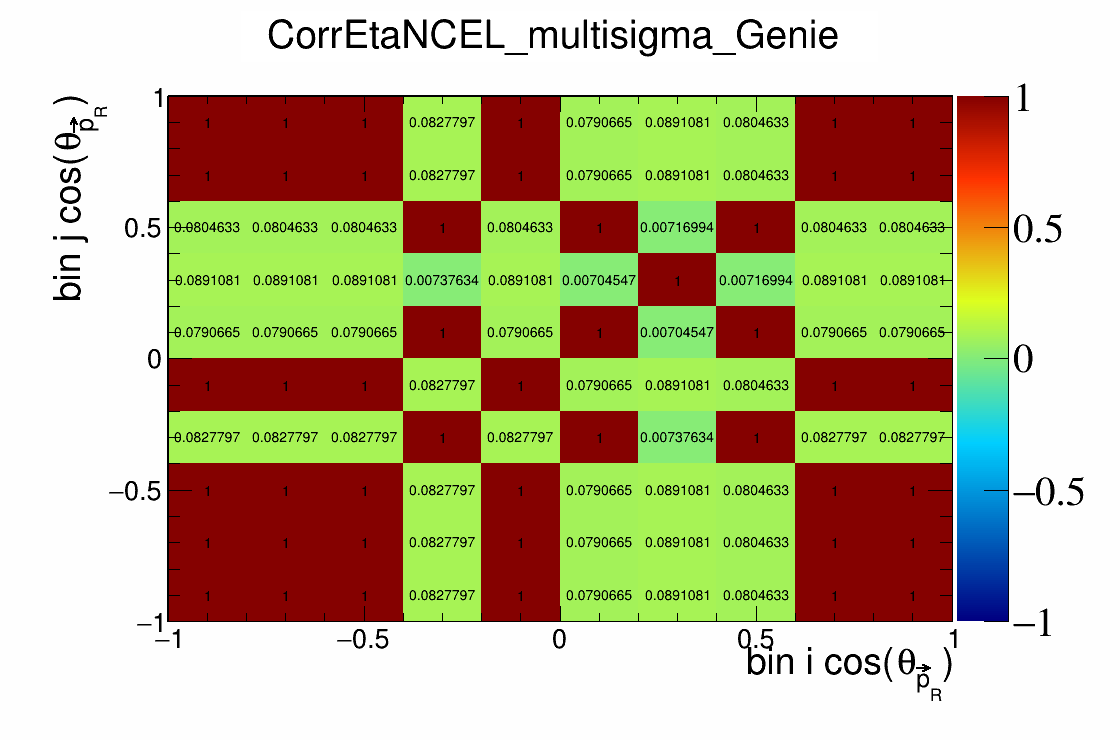 CorrEtaNCEL_multisigma_Genie
bin j cos(θ p⃗R)
1 1 1 1 0.0827797 1 0.0790665 0.0891081 0.0804633 1 1 1
1 1 1 0.0827797 1 0.0790665 0.0891081 0.0804633 1 1
0.5 0.0804633 0.0804633 0.0804633 1 0.0804633 1 0.00716994 1 0.0804633 0.0804633 0.5
0.0891081 0.0891081 0.0891081 0.00737634 0.0891081 0.00704547 1 0.00716994 0.0891081 0.0891081
0.0790665 0.0790665 0.0790665 1 0.0790665 1 0.00704547 1 0.0790665 0.0790665
0 0
1 1 1 0.0827797 1 0.0790665 0.0891081 0.0804633 1 1
0.0827797 0.0827797 0.0827797 1 0.0827797 1 0.00737634 1 0.0827797 0.0827797
−0.5 1 1 1 0.0827797 1 0.0790665 0.0891081 0.0804633 1 1 −0.5
1 1 1 0.0827797 1 0.0790665 0.0891081 0.0804633 1 1
1 1 1 0.0827797 1 0.0790665 0.0891081 0.0804633 1 1
−1 −1
−1 −0.5 0 0.5 1
bin i cos(θ p⃗R)